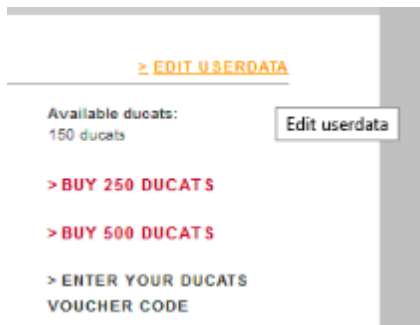 > EDIT USERDATA
Available ducats:
150 ducats
Edit userdata
> BUY 250 DUCATS
> BUY 500 DUCATS
> ENTER YOUR DUCATS
VOUCHER CODE